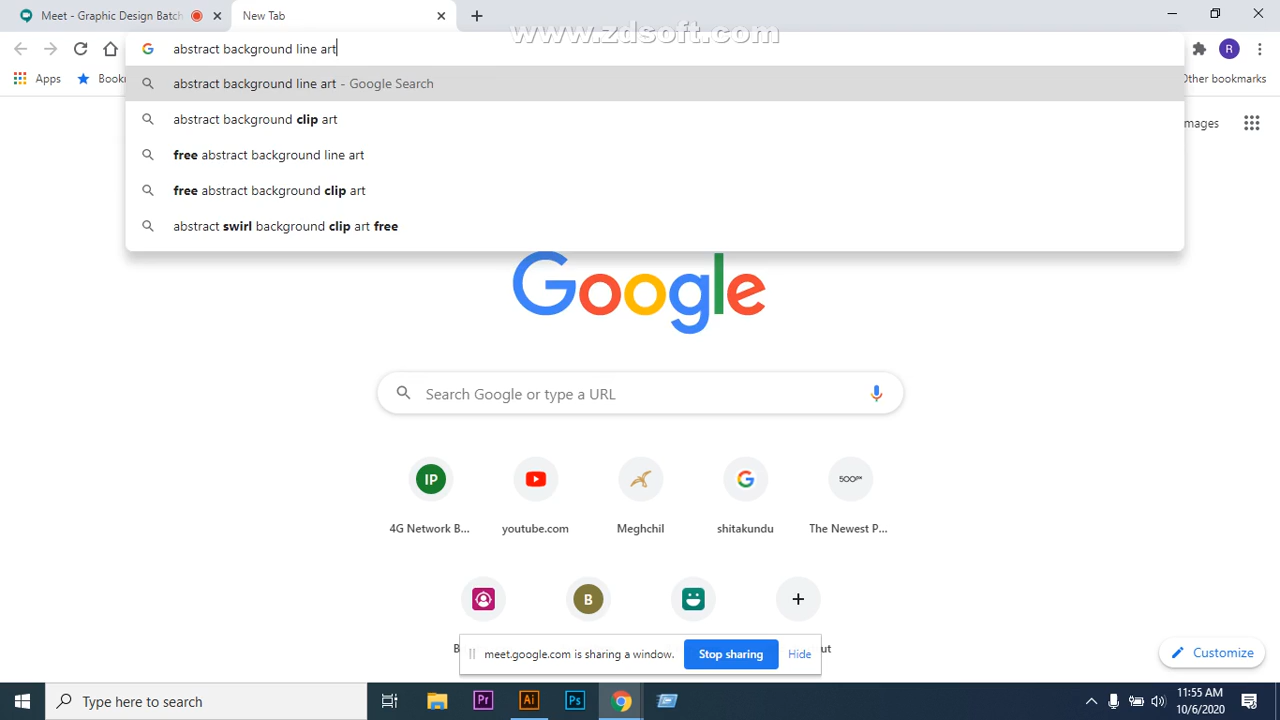 Meet - Graphic Design Batch
New Tab
www.zdsoft.com
abstract background line art
Apps
Bookn
Other bookmarks
abstract background line art - Google Search
abstract background clip art
free abstract background line art
free abstract background clip art
abstract swirl background clip art free
mages
Google
Search Google or type a URL
IP
500px
4G Network B...
youtube.com
Meghchil
shitakundu
The Newest P...
B
B
ut
meet.google.com is sharing a window.
Stop sharing
Hide
Customize
Type here to search
Pr
Ai
Ps
R
11:55 AM
10/6/2020